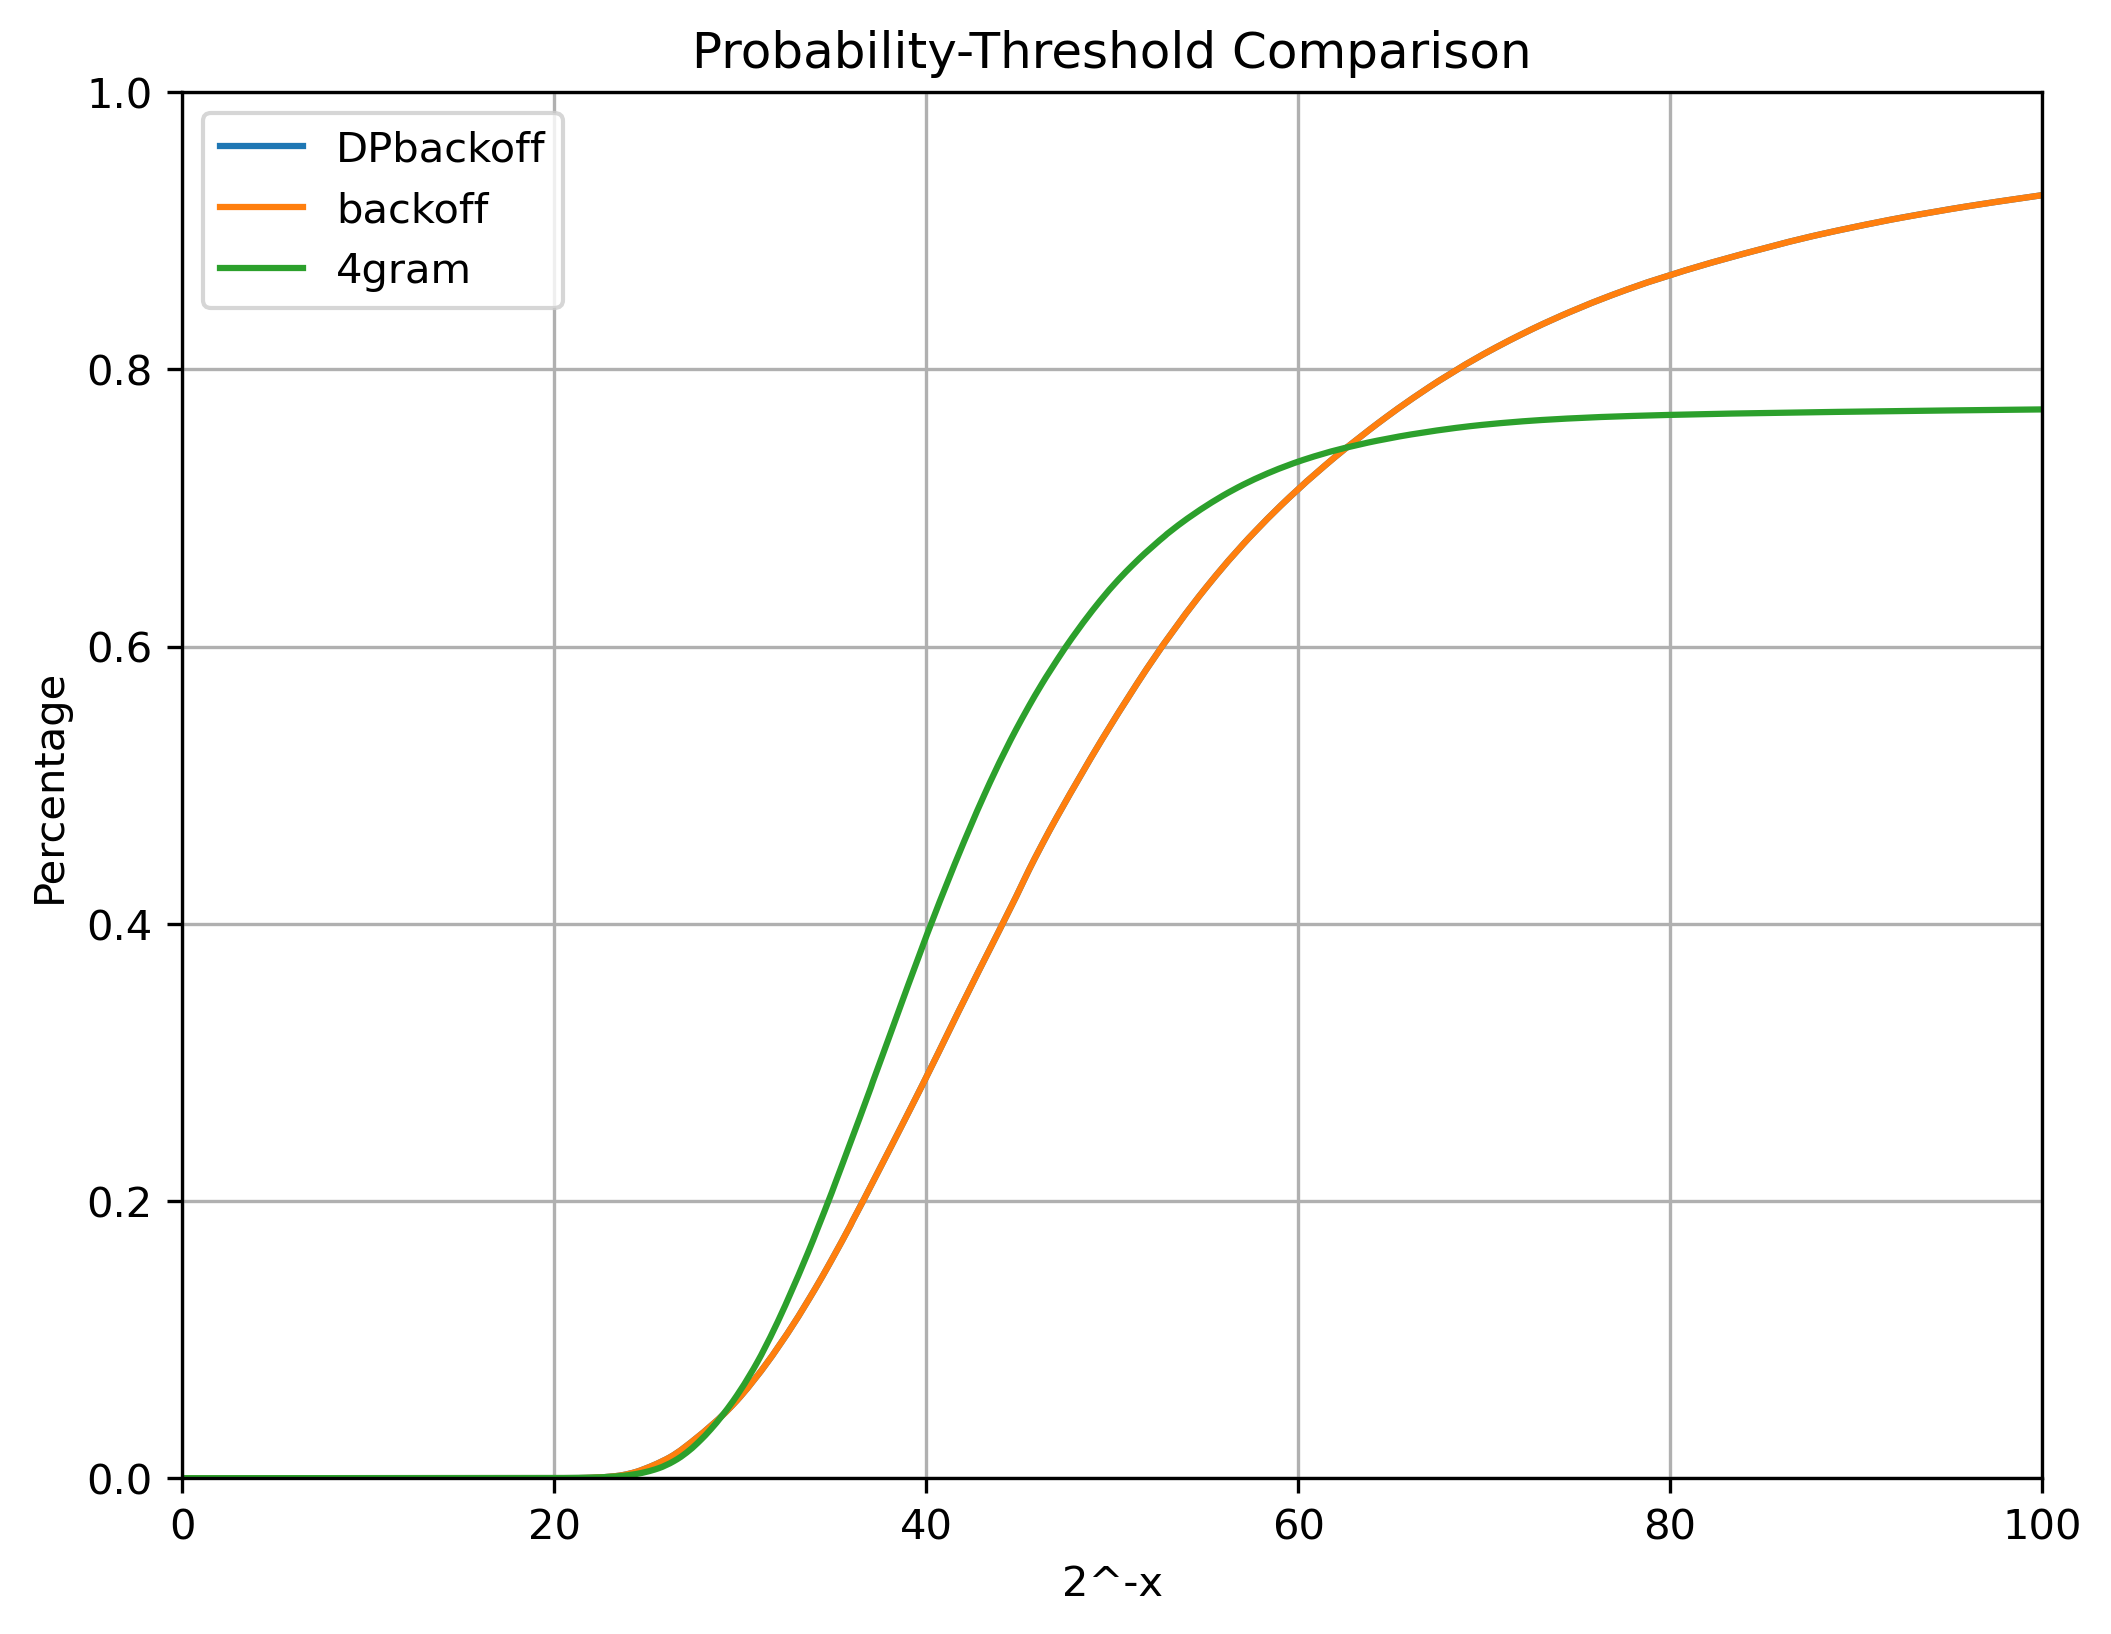 Probability-Threshold Comparison
1.0
0.8
0.6
0.4
0.2
0.0
Percentage
DPbackoff
backoff
4gram
0 20 40 60 80 100
2^-x